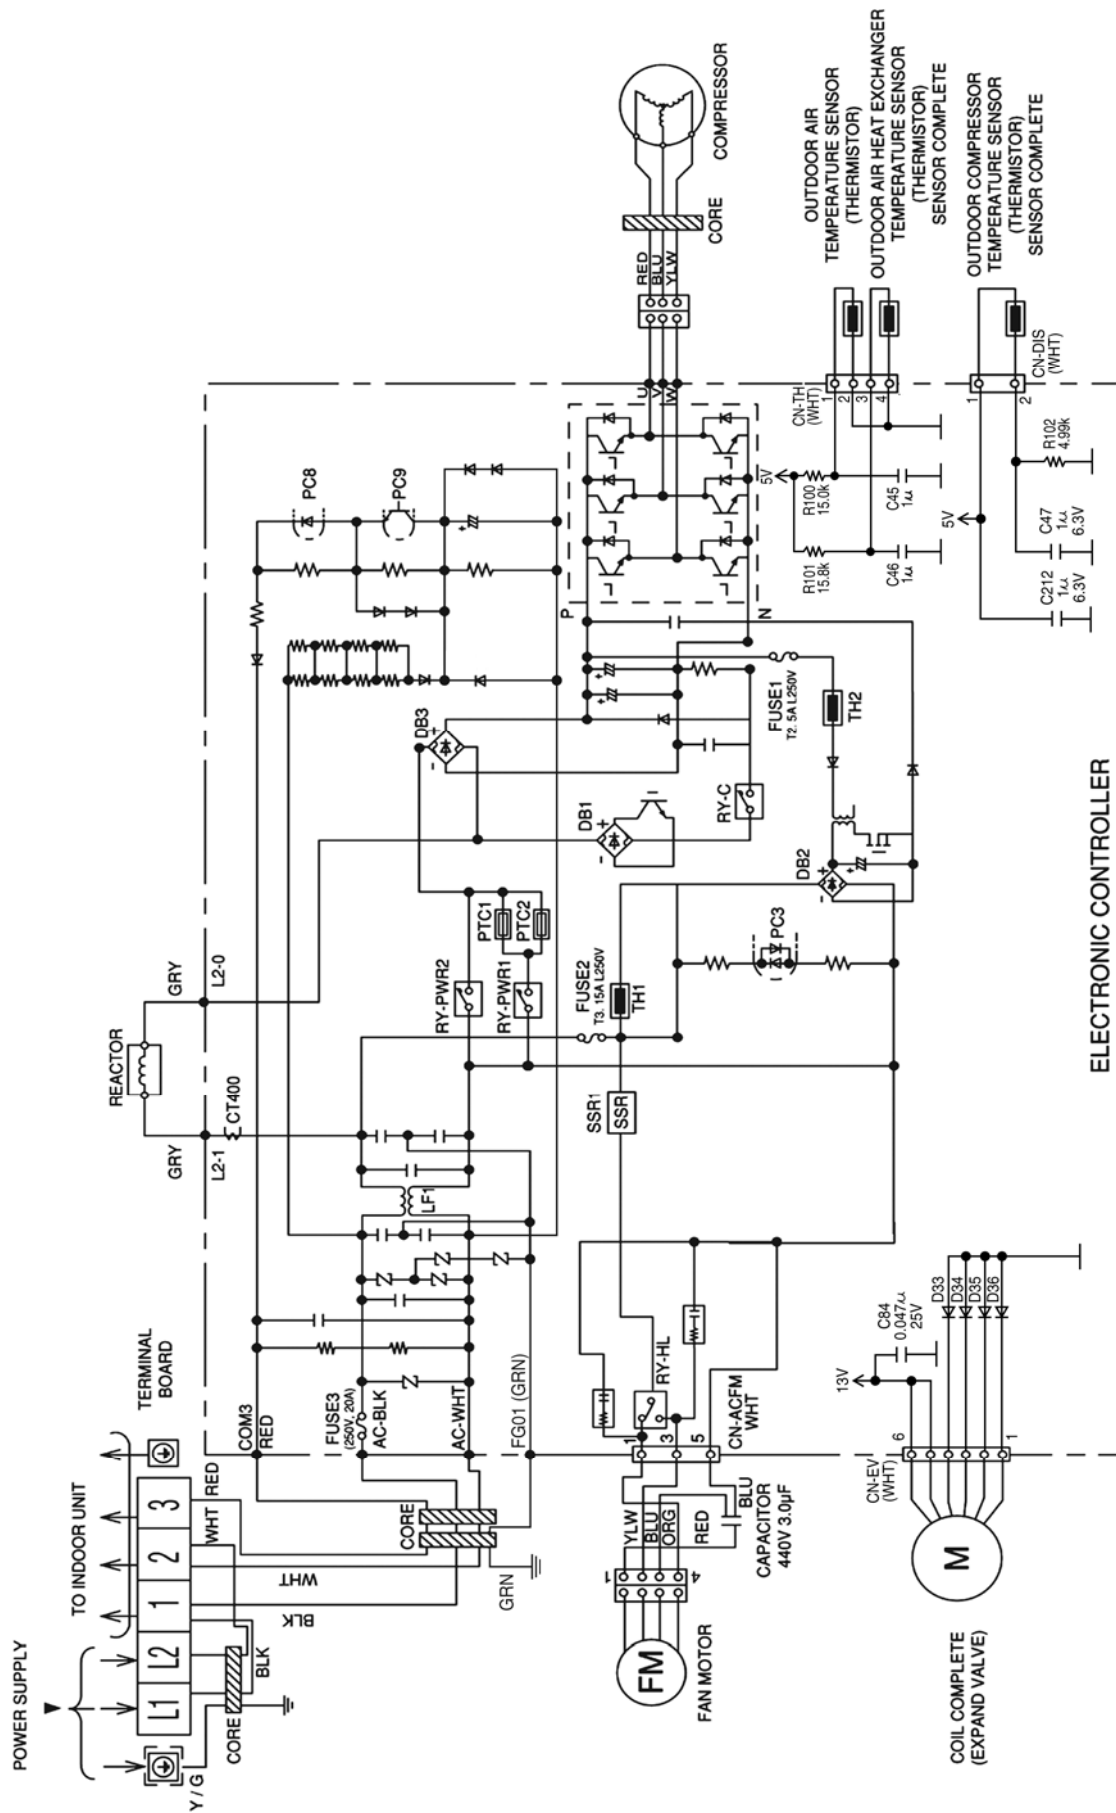 POWER SUPPLY
TO INDOOR UNIT
TERMINAL
BOARD
L1
L2
1
2
3
Y / G
CORE
BLK
BLK
WHT
WHT
RED
CORE
GRN
COM3
RED
FUSE3
(250V, 20A)
AC-BLK
AC-WHT
FG01 (GRN)
LF1
REACTOR
GRY
GRY
L2-1
L2-0
CT400
RY-PWR2
RY-PWR1
PTC1
PTC2
DB3
PC8
PC9
DB1
RY-C
P
N
U
V
W
RED
BLU
YLW
CORE
COMPRESSOR
FUSE2
T3. 15A L250V
TH1
SSR1
SSR
PC3
DB2
FUSE1
T2. 5A L250V
TH2
RY-HL
1
3
5
CN-ACFM
WHT
YLW
BLU
ORG
RED
BLU
CAPACITOR
440V 3.0µF
1
4
FM
FAN MOTOR
COIL COMPLETE
(EXPAND VALVE)
M
CN-EV
(WHT)
6
1
13V
C84
0.047µ
25V
D33
D34
D35
D36
5V
R100
15.0k
R101
15.8k
C45
1µ
C46
1µ
CN-TH
(WHT)
1
2
3
4
OUTDOOR AIR
TEMPERATURE SENSOR
(THERMISTOR)
OUTDOOR AIR HEAT EXCHANGER
TEMPERATURE SENSOR
(THERMISTOR)
SENSOR COMPLETE
5V
C212
1µ
6.3V
C47
1µ
6.3V
R102
4.99k
1
2
CN-DIS
(WHT)
OUTDOOR COMPRESSOR
TEMPERATURE SENSOR
(THERMISTOR)
SENSOR COMPLETE
ELECTRONIC CONTROLLER